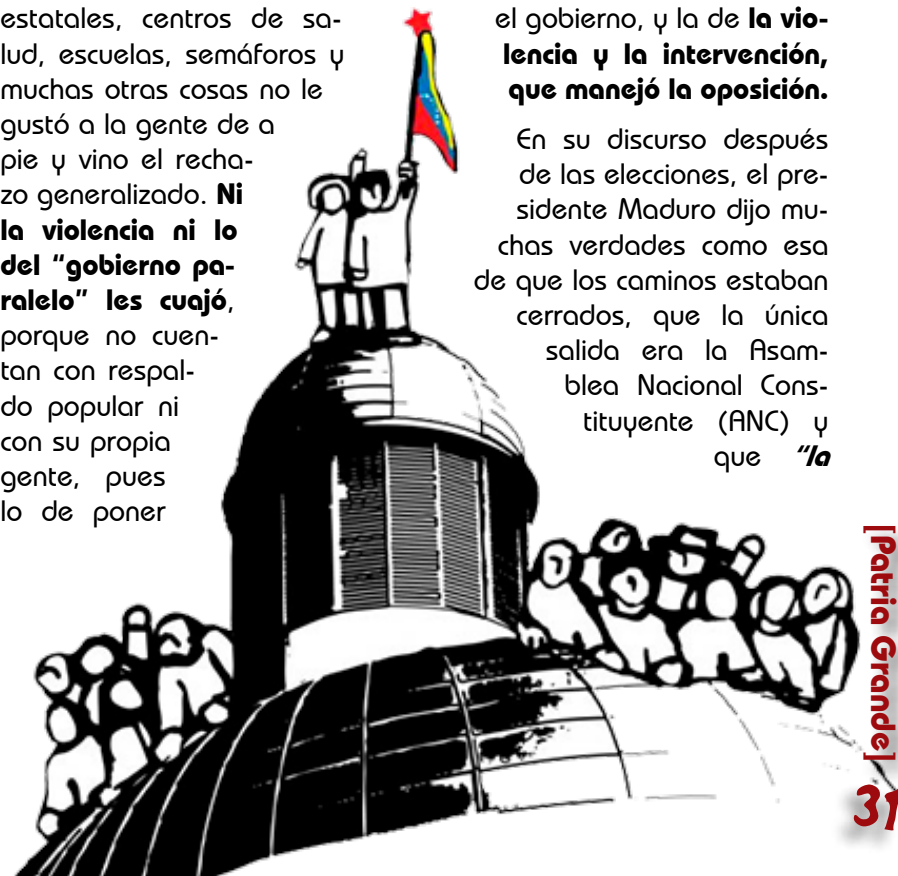 estatales, centros de sa-
lud, escuelas, semáforos y
muchas otras cosas no le
gustó a la gente de a
pie y vino el recha-
zo generalizado. Ni
la violencia ni lo
del “gobierno pa-
ralelo” les cuajó,
porque no cuen-
tan con respal-
do popular ni
con su propia
gente, pues
lo de poner
el gobierno, y la de la vio-
lencia y la intervención,
que manejó la oposición.
En su discurso después
de las elecciones, el pre-
sidente Maduro dijo mu-
chas verdades como esa
de que los caminos estaban
cerrados, que la única
salida era la Asam-
blea Nacional Cons-
tituyente (ANC) y
que “la
[Patria Grande]
31